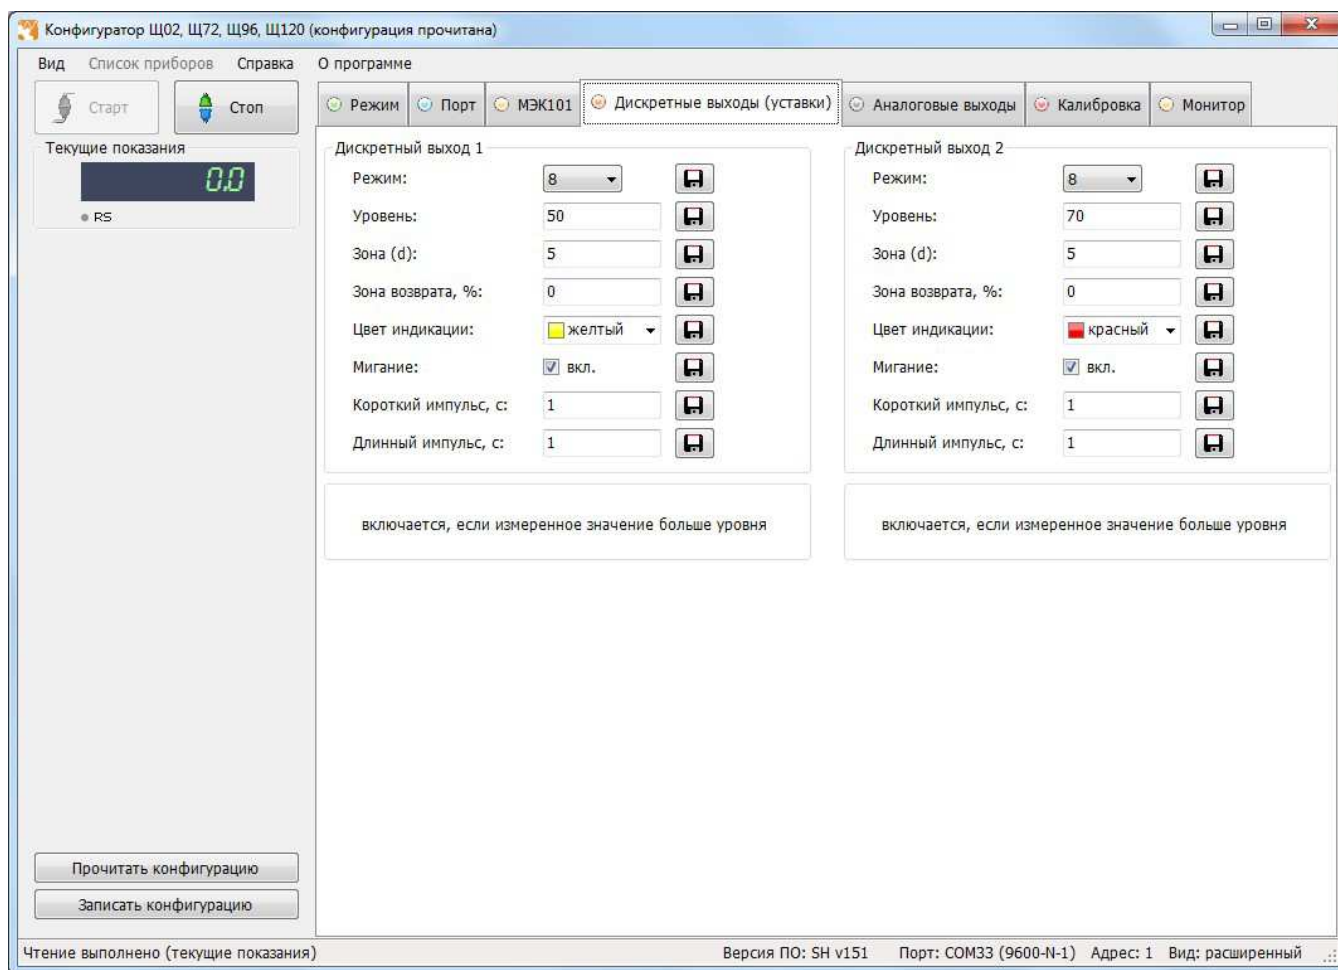 Конфигуратор Щ02, Щ72, Щ96, Щ120 (конфигурация прочитана)
Вид Список приборов Справка О программе
Старт Стоп
Режим Порт МЭК101 Дискретные выходы (уставки) Аналоговые выходы Калибровка Монитор
Текущие показания
0.0
RS
Дискретный выход 1
Режим: 8
Уровень: 50
Зона (d): 5
Зона возврата, %: 0
Цвет индикации: желтый
Мигание: вкл.
Короткий импульс, с: 1
Длинный импульс, с: 1
включается, если измеренное значение больше уровня
Дискретный выход 2
Режим: 8
Уровень: 70
Зона (d): 5
Зона возврата, %: 0
Цвет индикации: красный
Мигание: вкл.
Короткий импульс, с: 1
Длинный импульс, с: 1
включается, если измеренное значение больше уровня
Прочитать конфигурацию
Записать конфигурацию
Чтение выполнено (текущие показания) Версия ПО: SH v151 Порт: COM33 (9600-N-1) Адрес: 1 Вид: расширенный